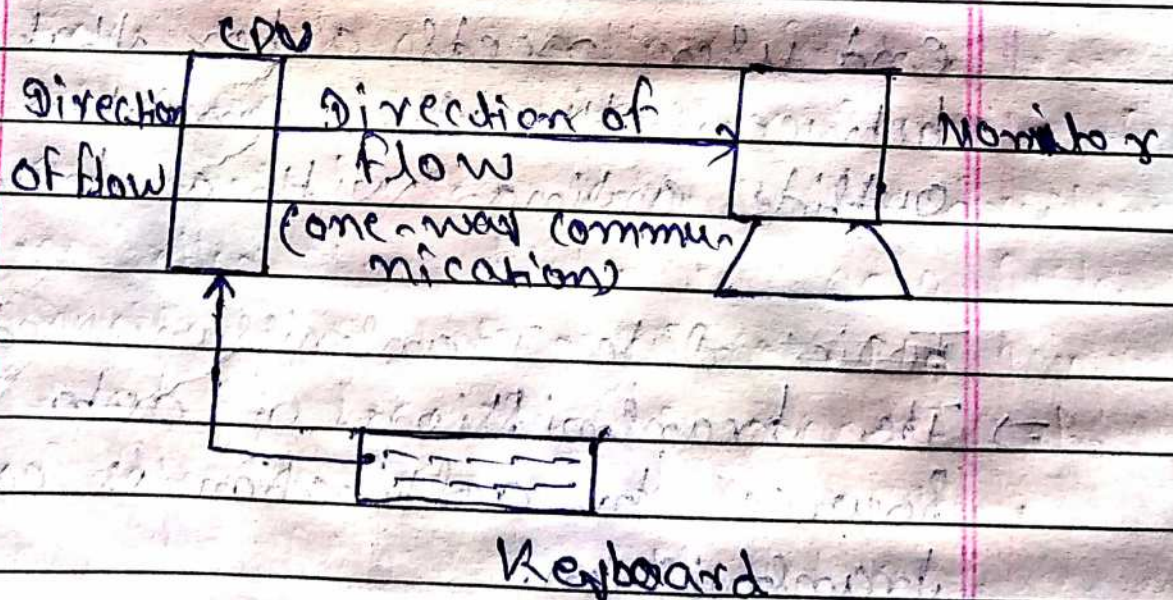 CPU
Direction
of flow
Direction of
flow
(one-way commu-
nication)
Monitor
Keyboard